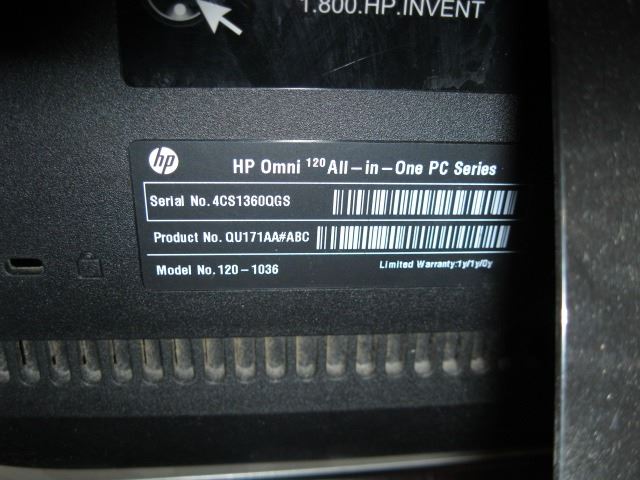 1.800.HP.INVENT
hp
HP Omni 120 All-in-One PC Series
Serial No. 4CS1360QGS
Product No. QU171AA#ABC
Model No. 120-1036
Limited Warranty:1y/1y/0y